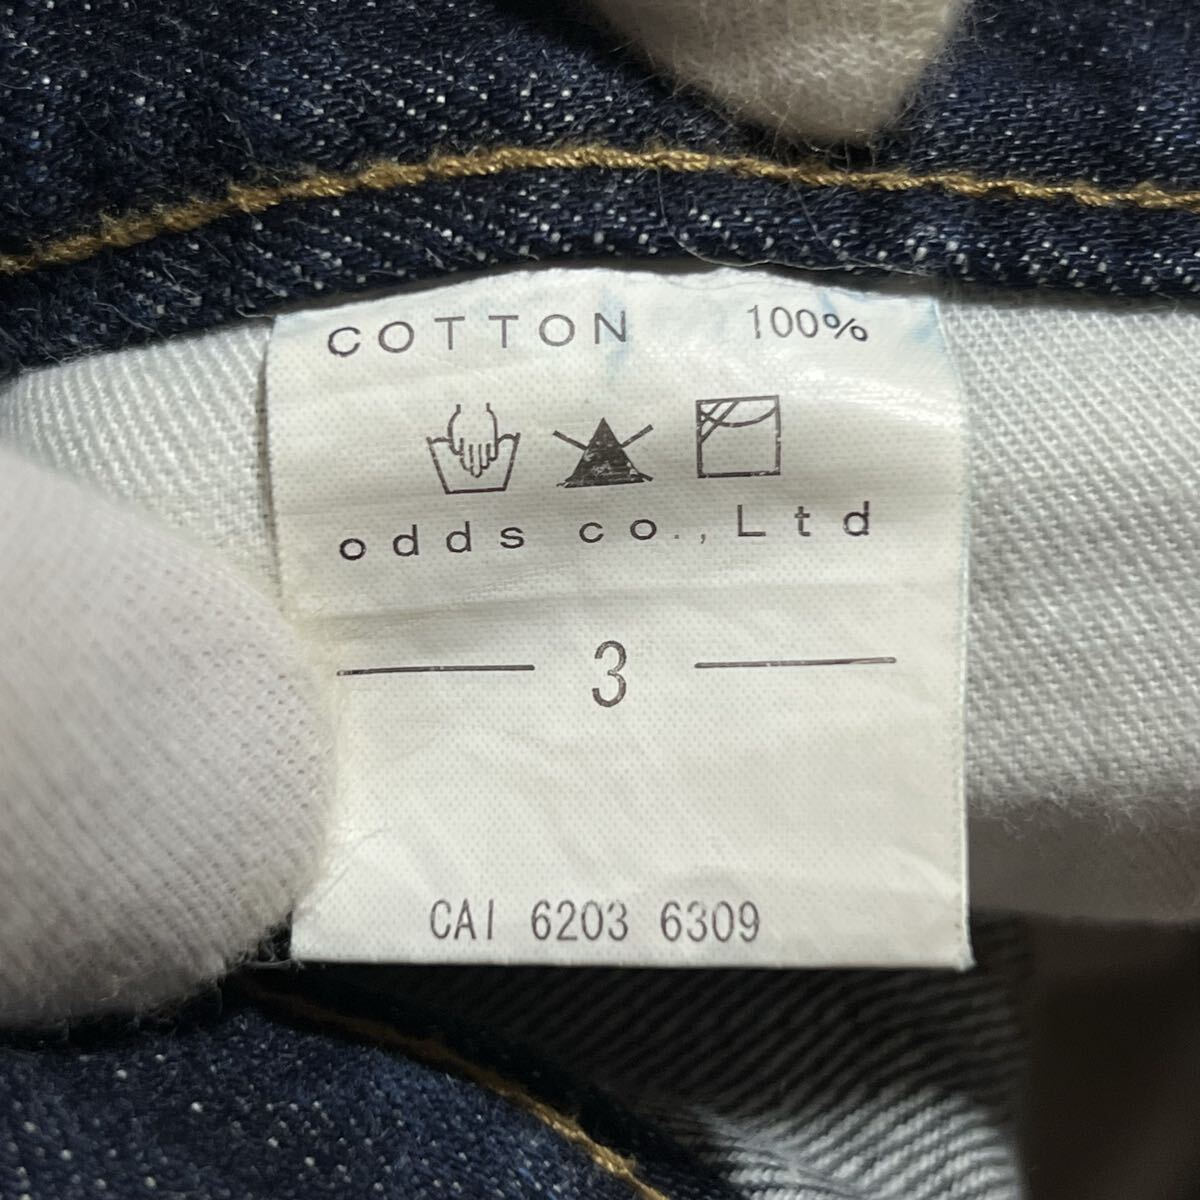 COTTON 100%
odds co., Ltd
3
CAI 6203 6309